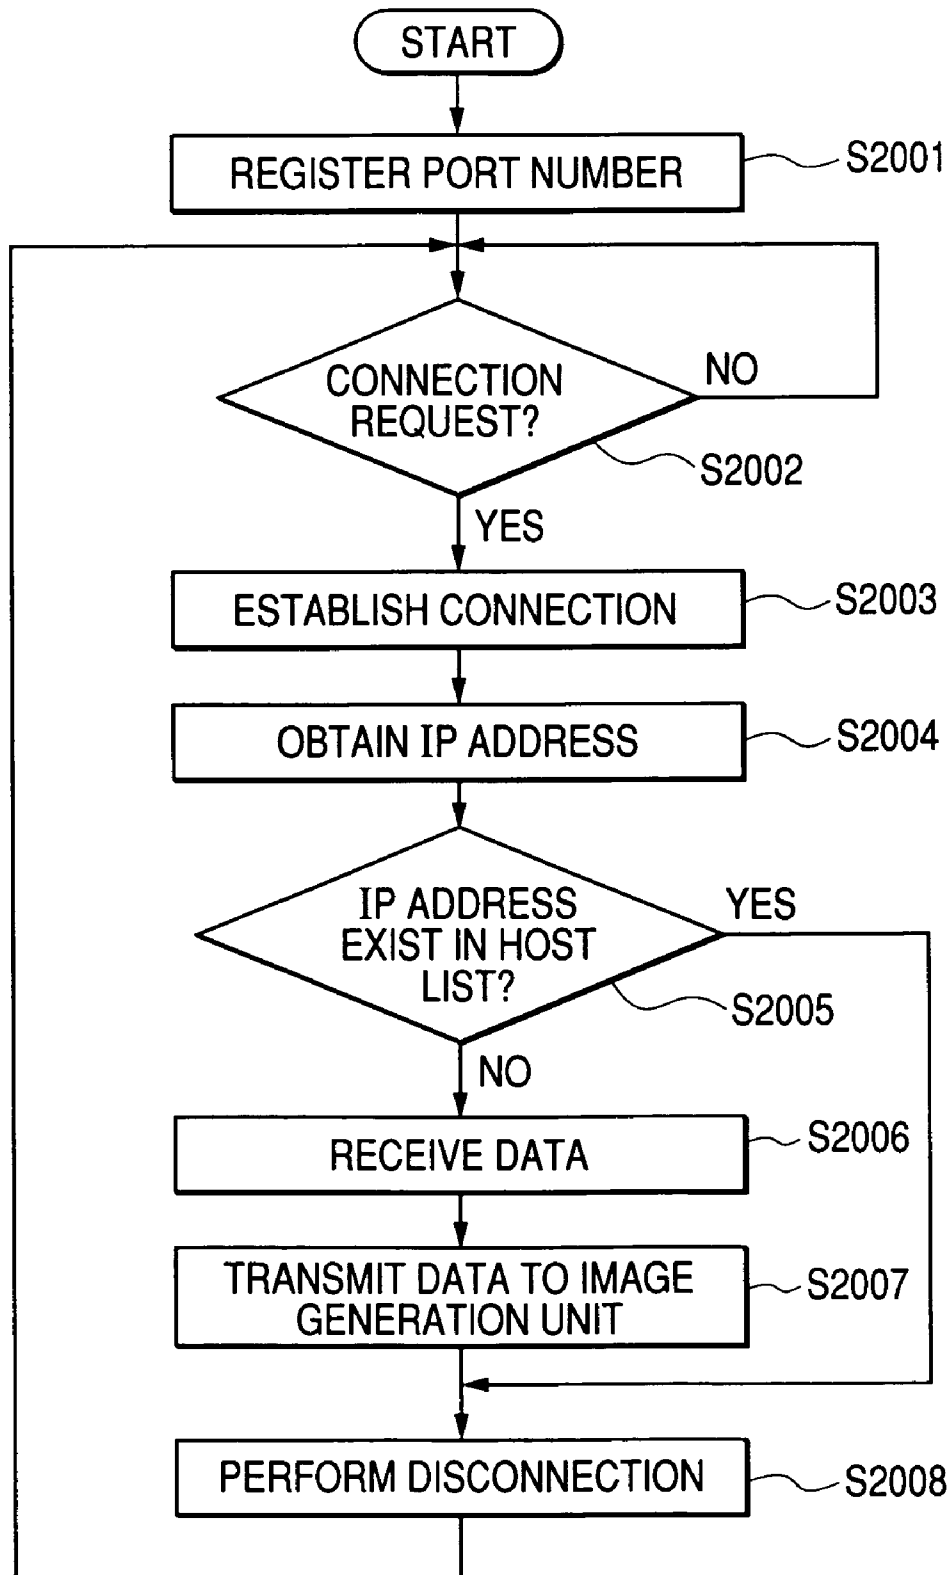 START
REGISTER PORT NUMBER
S2001
CONNECTION
REQUEST?
NO
S2002
YES
ESTABLISH CONNECTION
S2003
OBTAIN IP ADDRESS
S2004
IP ADDRESS
EXIST IN HOST
LIST?
YES
S2005
NO
RECEIVE DATA
S2006
TRANSMIT DATA TO IMAGE
GENERATION UNIT
S2007
PERFORM DISCONNECTION
S2008